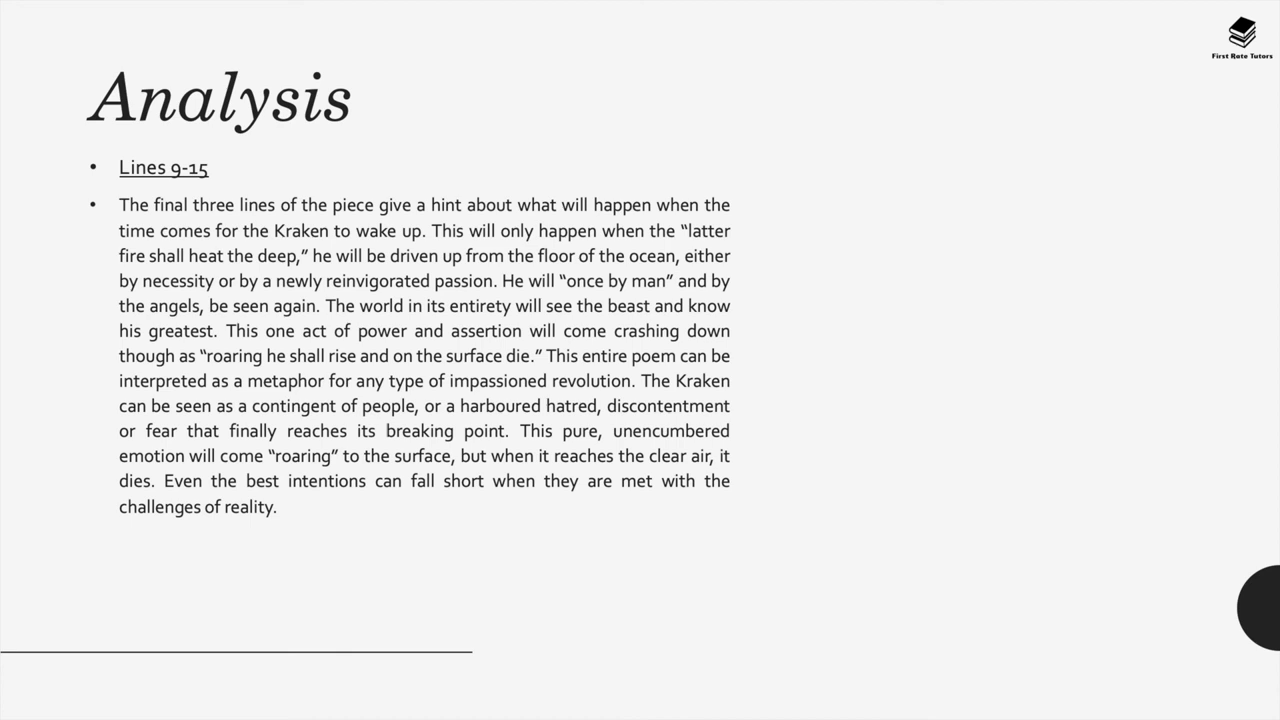 First Rate Tutors
Analysis
• Lines 9-15
• The final three lines of the piece give a hint about what will happen when the
time comes for the Kraken to wake up. This will only happen when the “latter
fire shall heat the deep,” he will be driven up from the floor of the ocean, either
by necessity or by a newly reinvigorated passion. He will “once by man” and by
the angels, be seen again. The world in its entirety will see the beast and know
his greatest. This one act of power and assertion will come crashing down
though as “roaring he shall rise and on the surface die.” This entire poem can be
interpreted as a metaphor for any type of impassioned revolution. The Kraken
can be seen as a contingent of people, or a harboured hatred, discontentment
or fear that finally reaches its breaking point. This pure, unencumbered
emotion will come “roaring” to the surface, but when it reaches the clear air, it
dies. Even the best intentions can fall short when they are met with the
challenges of reality.